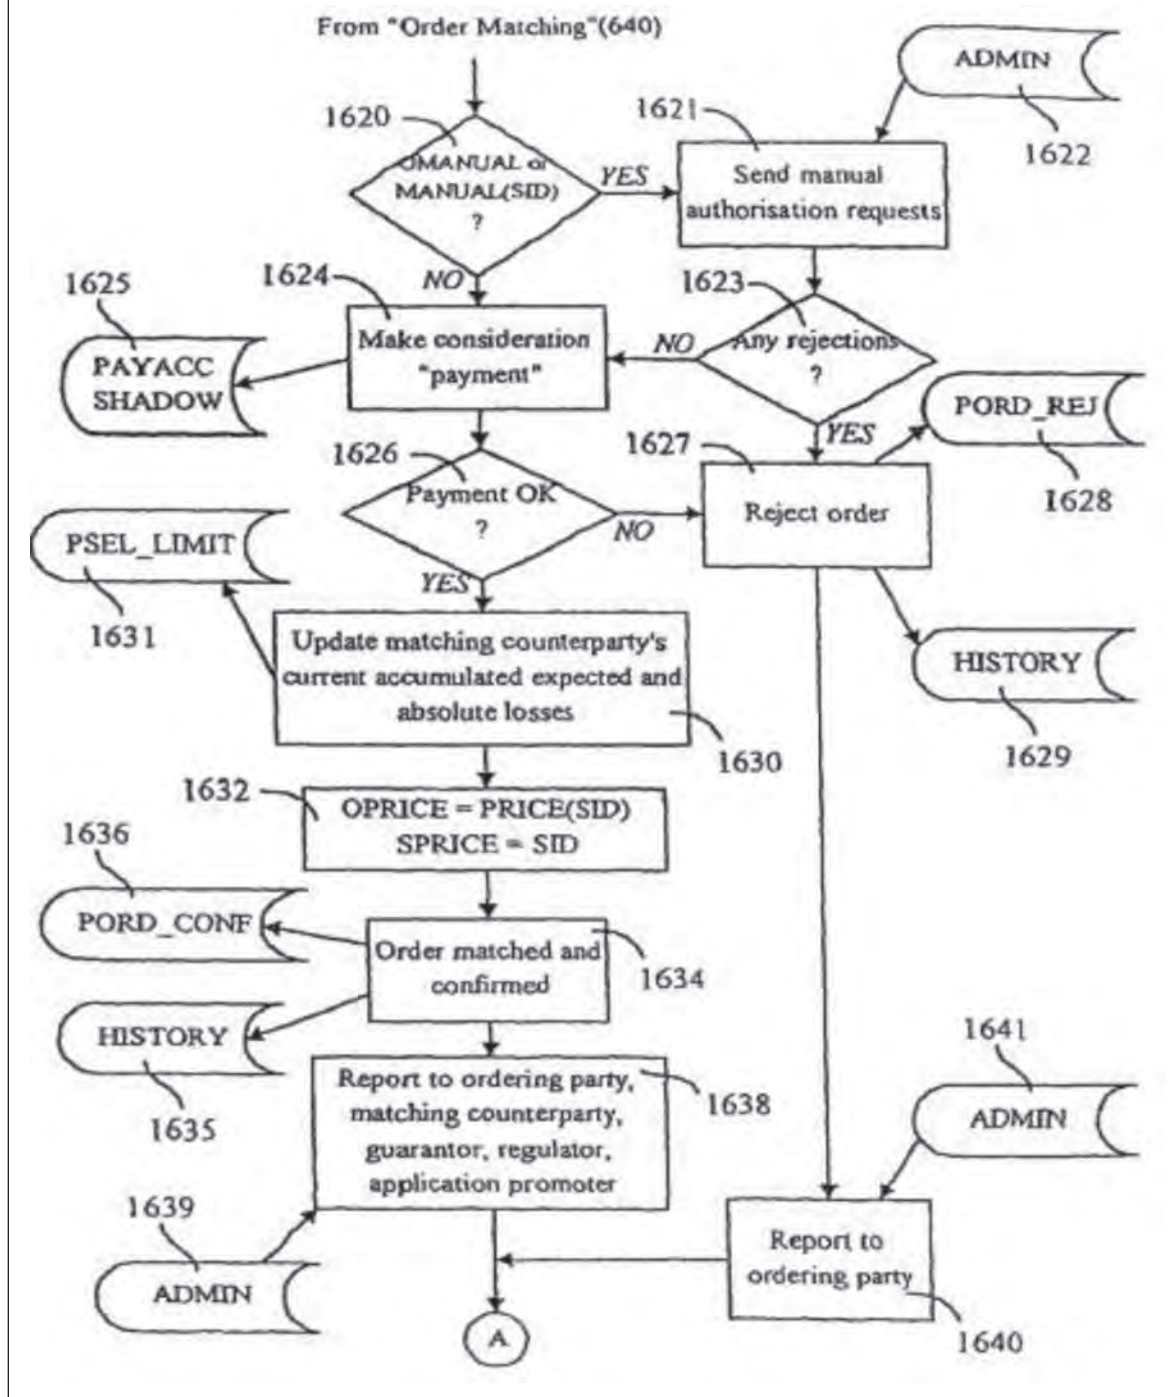 From "Order Matching"(640)
ADMIN
1622
1620
OMANUAL or
MANUAL(SID)
?
YES
NO
1621
Send manual
authorisation requests
1625
PAYACC
SHADOW
1624
Make consideration
"payment"
1623
Any rejections
?
NO
YES
PORD_REJ
1628
1626
Payment OK
?
NO
YES
1627
Reject order
PSEL_LIMIT
1631
HISTORY
1629
Update matching counterparty's
current accumulated expected and
absolute losses
1630
1632
OPRICE = PRICE(SID)
SPRICE = SID
1636
PORD_CONF
Order matched and
confirmed
1634
HISTORY
1635
Report to ordering party,
matching counterparty,
guarantor, regulator,
application promoter
1638
1641
ADMIN
1639
ADMIN
Report to
ordering party
1640
A